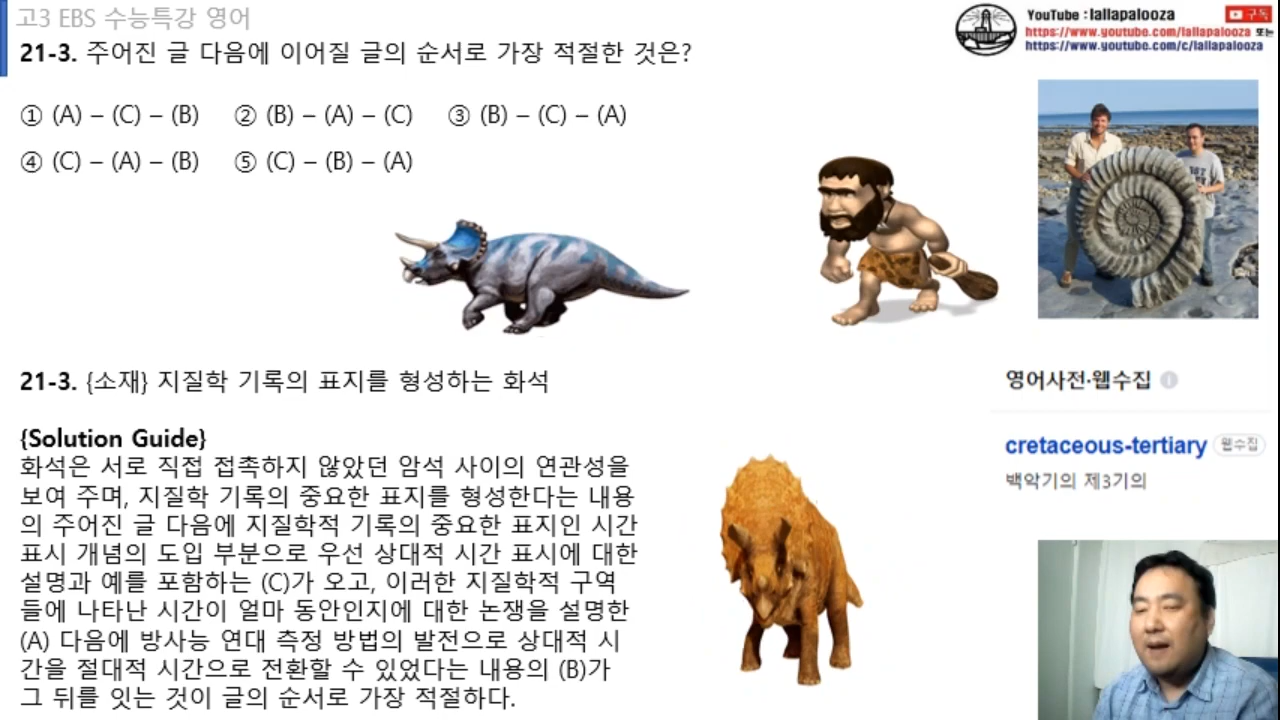 고3 EBS 수능특강 영어
21-3. 주어진 글 다음에 이어질 글의 순서로 가장 적절한 것은?
① (A) – (C) – (B) ② (B) – (A) – (C) ③ (B) – (C) – (A)
④ (C) – (A) – (B) ⑤ (C) – (B) – (A)
21-3. {소재} 지질학 기록의 표지를 형성하는 화석
{Solution Guide}
화석은 서로 직접 접촉하지 않았던 암석 사이의 연관성을
보여 주며, 지질학 기록의 중요한 표지를 형성한다는 내용
의 주어진 글 다음에 지질학적 기록의 중요한 표지인 시간
표시 개념의 도입 부분으로 우선 상대적 시간 표시에 대한
설명과 예를 포함하는 (C)가 오고, 이러한 지질학적 구역
들에 나타난 시간이 얼마 동안인지에 대한 논쟁을 설명한
(A) 다음에 방사능 연대 측정 방법의 발전으로 상대적 시
간을 절대적 시간으로 전환할 수 있었다는 내용의 (B)가
그 뒤를 잇는 것이 글의 순서로 가장 적절하다.
YouTube : lallapalooza
구독
https://www.youtube.com/lallapalooza 또는
https://www.youtube.com/c/lallapalooza
영어사전·웹수집
cretaceous-tertiary 웹수집
백악기의 제3기의